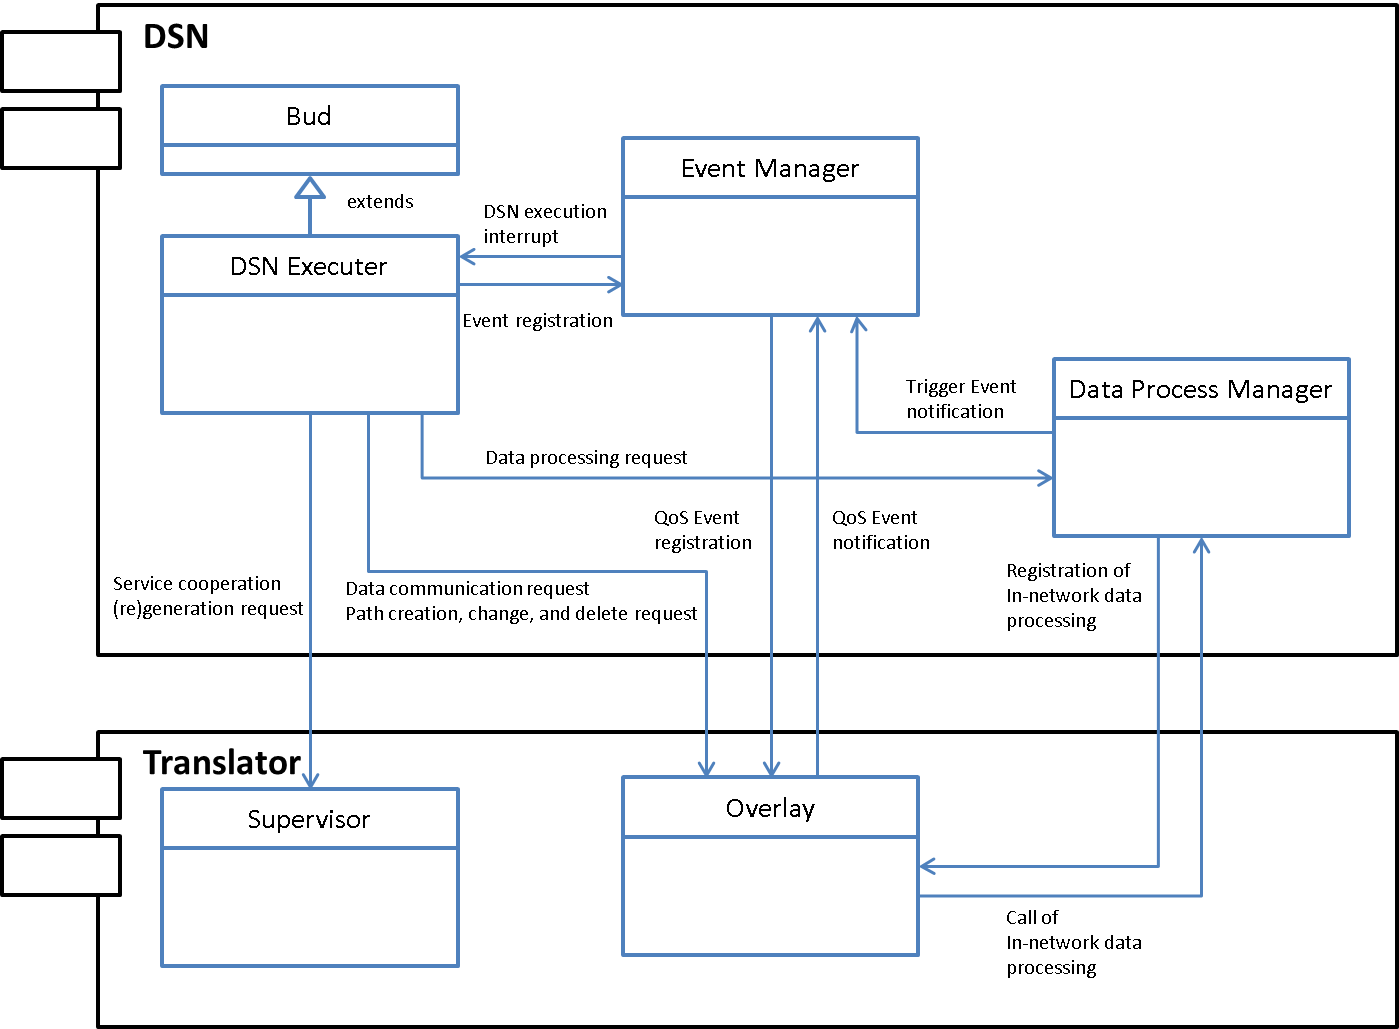 DSN
Bud
Event Manager
extends
DSN execution
interrupt
DSN Executer
Event registration
Trigger Event
notification
Data Process Manager
Data processing request
QoS Event
registration
QoS Event
notification
Service cooperation
(re)generation request
Data communication request
Path creation, change, and delete request
Registration of
In-network data
processing
Translator
Supervisor
Overlay
Call of
In-network data
processing